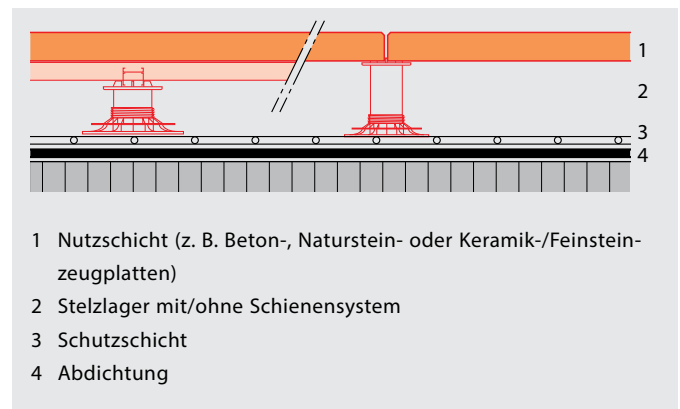 1
2
3
4
1 Nutzschicht (z. B. Beton-, Naturstein- oder Keramik-/Feinstein-
zeugplatten)
2 Stelzlager mit/ohne Schienensystem
3 Schutzschicht
4 Abdichtung